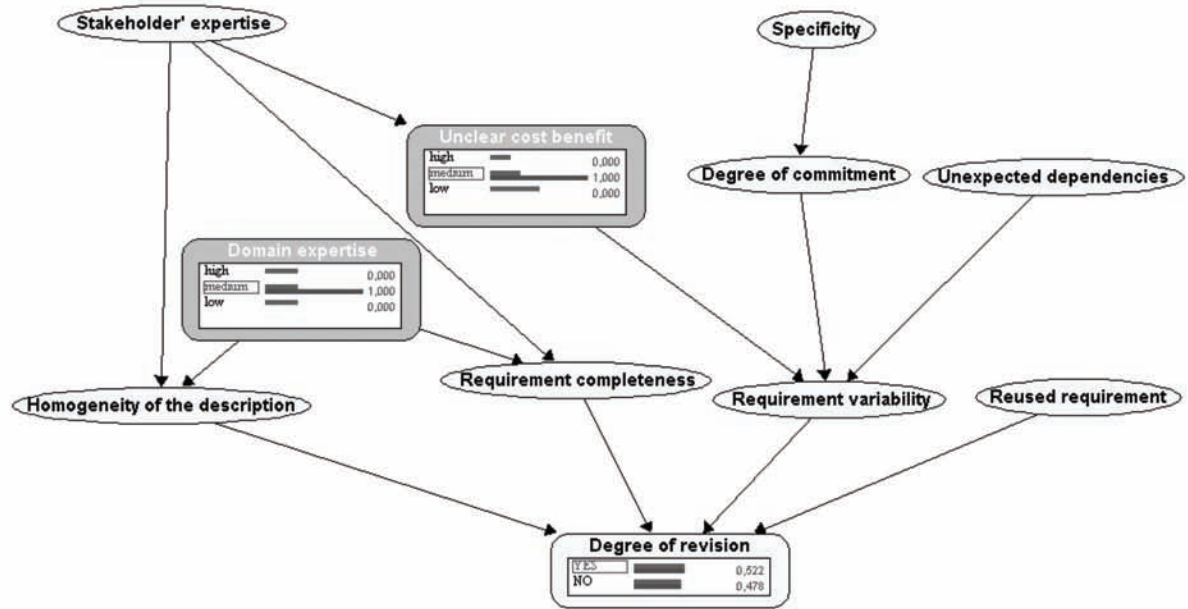 Stakeholder' expertise
Specificity
Unclear cost benefit
high 0,000
medium 1,000
low 0,000
Degree of commitment
Unexpected dependencies
Domain expertise
high 0,000
medium 1,000
low 0,000
Requirement completeness
Homogeneity of the description
Requirement variability
Reused requirement
Degree of revision
YES 0,522
NO 0,478